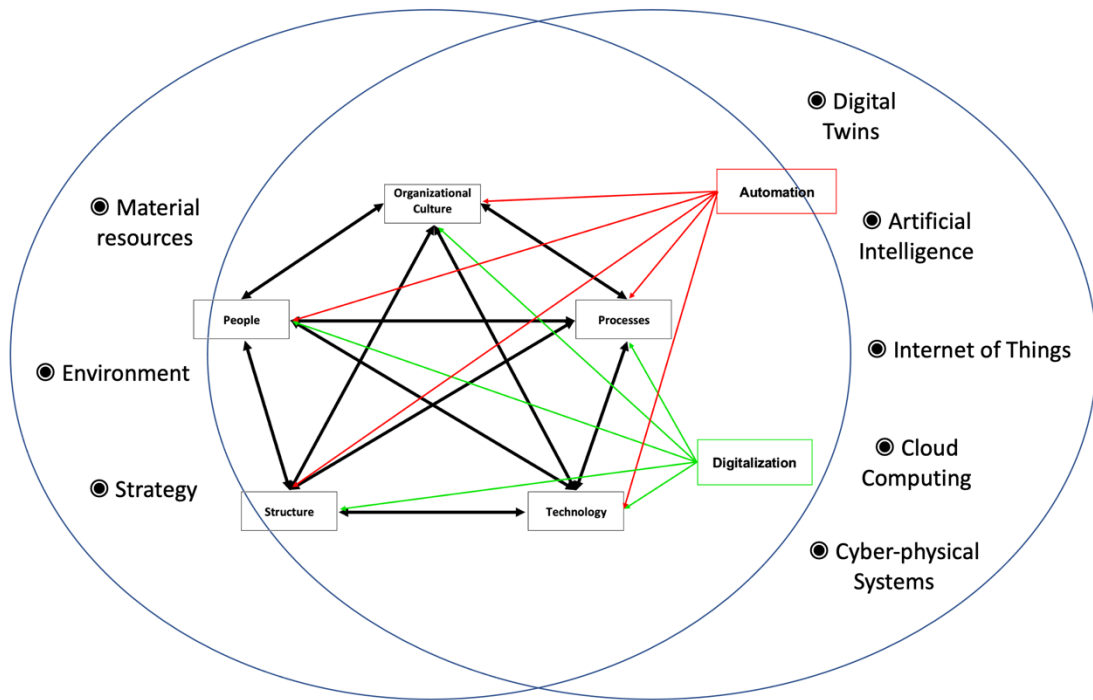 ◉ Digital
Twins
Automation
Organizational
Culture
◉ Material
resources
◉ Artificial
Intelligence
People
Processes
◉ Internet of Things
◉ Environment
◉ Cloud
Computing
Digitalization
◉ Strategy
Structure
Technology
◉ Cyber-physical
Systems